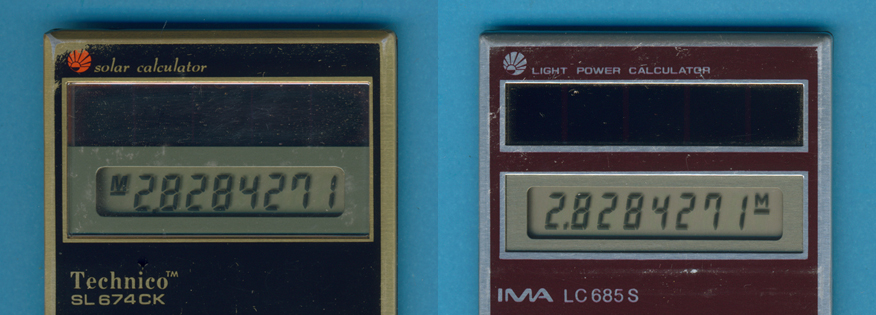 solar calculator
M 2.8284271
Technico™
SL 674CK
LIGHT POWER CALCULATOR
2.8284271 M
IMA LC 685 S